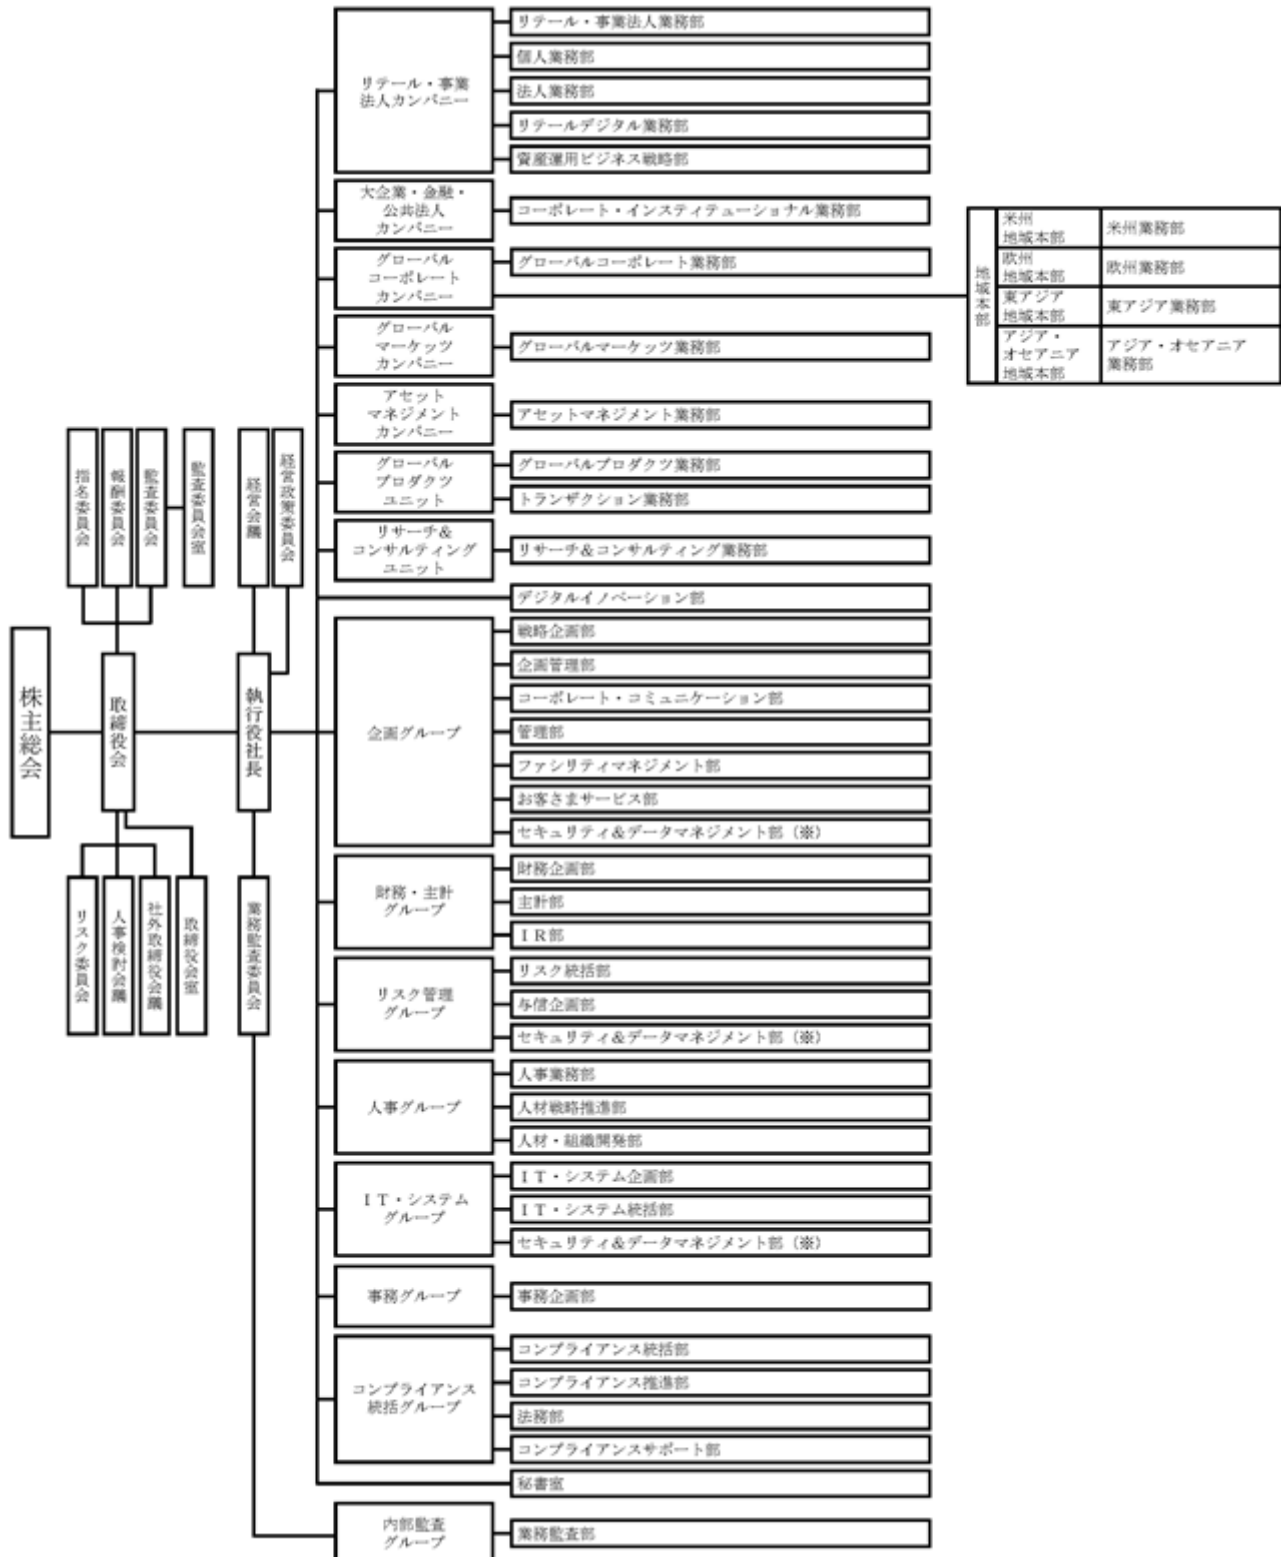 株主総会
取締役会
指名委員会
報酬委員会
監査委員会
監査委員会室
リスク委員会
人事検討会議
社外取締役会議
取締役会室
執行役社長
経営会議
経営政策委員会
業務監査委員会
リテール・事業
法人カンパニー
リテール・事業法人業務部
個人業務部
法人業務部
リテールデジタル業務部
資産運用ビジネス戦略部
大企業・金融・
公共法人
カンパニー
コーポレート・インスティテューショナル業務部
グローバル
コーポレート
カンパニー
グローバルコーポレート業務部
地域本部
米州
地域本部
米州業務部
欧州
地域本部
欧州業務部
東アジア
地域本部
東アジア業務部
アジア・
オセアニア
地域本部
アジア・オセアニア
業務部
グローバル
マーケッツ
カンパニー
グローバルマーケッツ業務部
アセット
マネジメント
カンパニー
アセットマネジメント業務部
グローバル
プロダクツ
ユニット
グローバルプロダクツ業務部
トランザクション業務部
リサーチ＆
コンサルティング
ユニット
リサーチ＆コンサルティング業務部
デジタルイノベーション部
企画グループ
戦略企画部
企画管理部
コーポレート・コミュニケーション部
管理部
ファシリティマネジメント部
お客さまサービス部
セキュリティ＆データマネジメント部（※）
財務・主計
グループ
財務企画部
主計部
ＩＲ部
リスク管理
グループ
リスク統括部
与信企画部
セキュリティ＆データマネジメント部（※）
人事グループ
人事業務部
人材戦略推進部
人材・組織開発部
ＩＴ・システム
グループ
ＩＴ・システム企画部
ＩＴ・システム統括部
セキュリティ＆データマネジメント部（※）
事務グループ
事務企画部
コンプライアンス
統括グループ
コンプライアンス統括部
コンプライアンス推進部
法務部
コンプライアンスサポート部
秘書室
内部監査
グループ
業務監査部